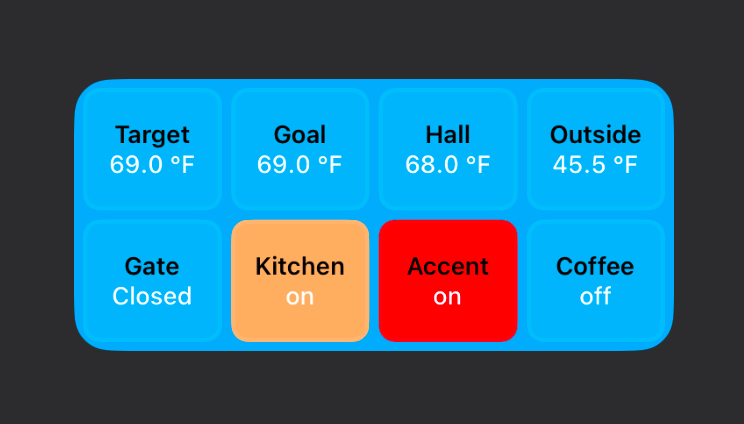 Target
69.0 °F
Goal
69.0 °F
Hall
68.0 °F
Outside
45.5 °F
Gate
Closed
Kitchen
on
Accent
on
Coffee
off